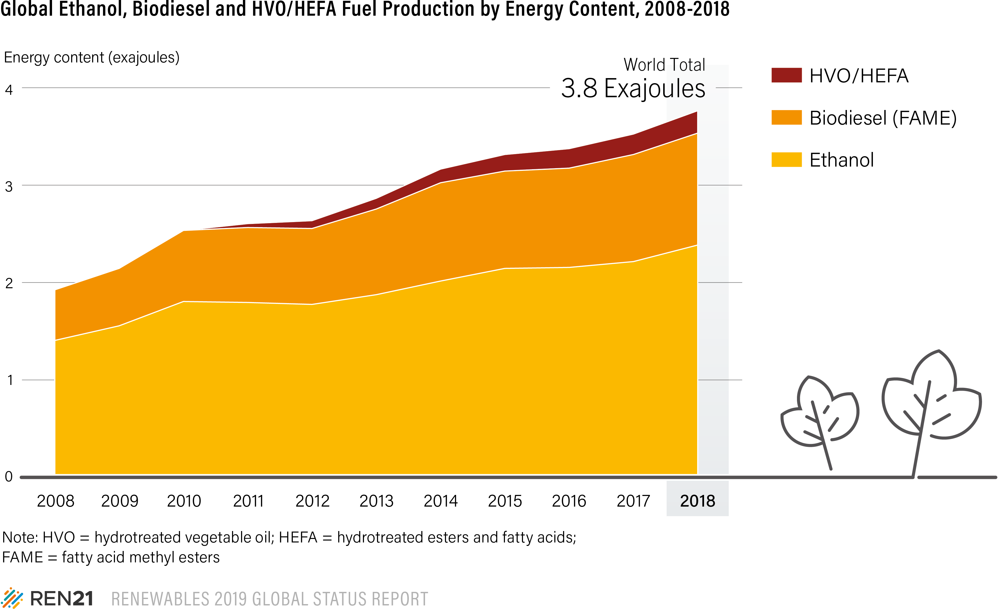 Global Ethanol, Biodiesel and HVO/HEFA Fuel Production by Energy Content, 2008-2018
Energy content (exajoules)
World Total
3.8 Exajoules
HVO/HEFA
Biodiesel (FAME)
Ethanol
4
3
2
1
0
2008 2009 2010 2011 2012 2013 2014 2015 2016 2017 2018
Note: HVO = hydrotreated vegetable oil; HEFA = hydrotreated esters and fatty acids;
FAME = fatty acid methyl esters
REN21 RENEWABLES 2019 GLOBAL STATUS REPORT